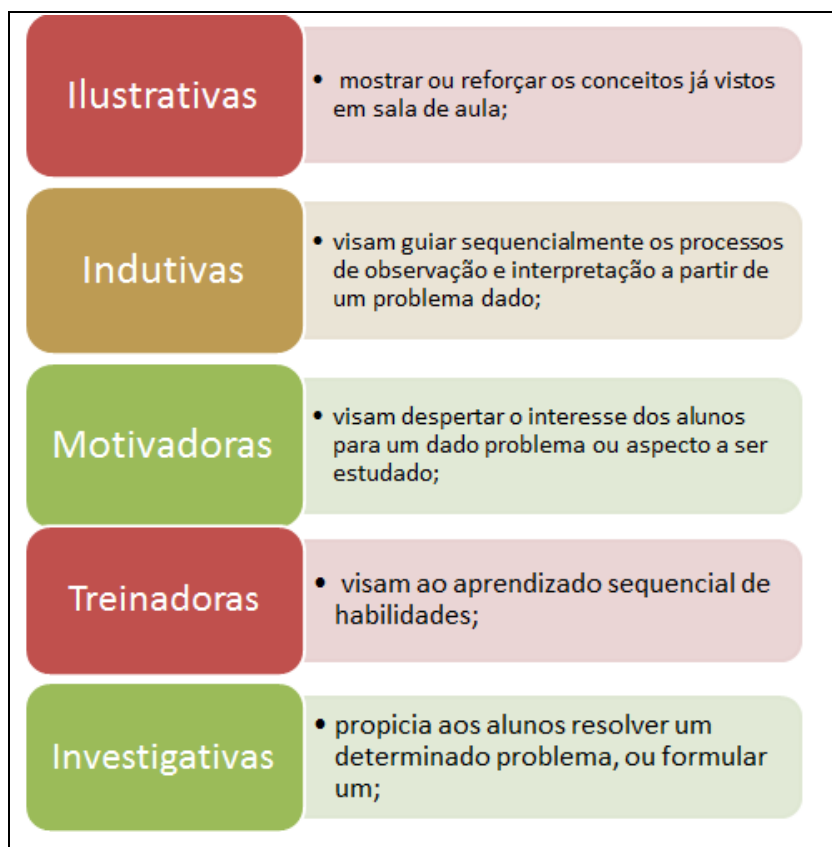 Ilustrativas
• mostrar ou reforçar os conceitos já vistos
em sala de aula;
Indutivas
• visam guiar sequencialmente os processos
de observação e interpretação a partir de
um problema dado;
Motivadoras
• visam despertar o interesse dos alunos
para um dado problema ou aspecto a ser
estudado;
Treinadoras
• visam ao aprendizado sequencial de
habilidades;
Investigativas
• propicia aos alunos resolver um
determinado problema, ou formular
um;